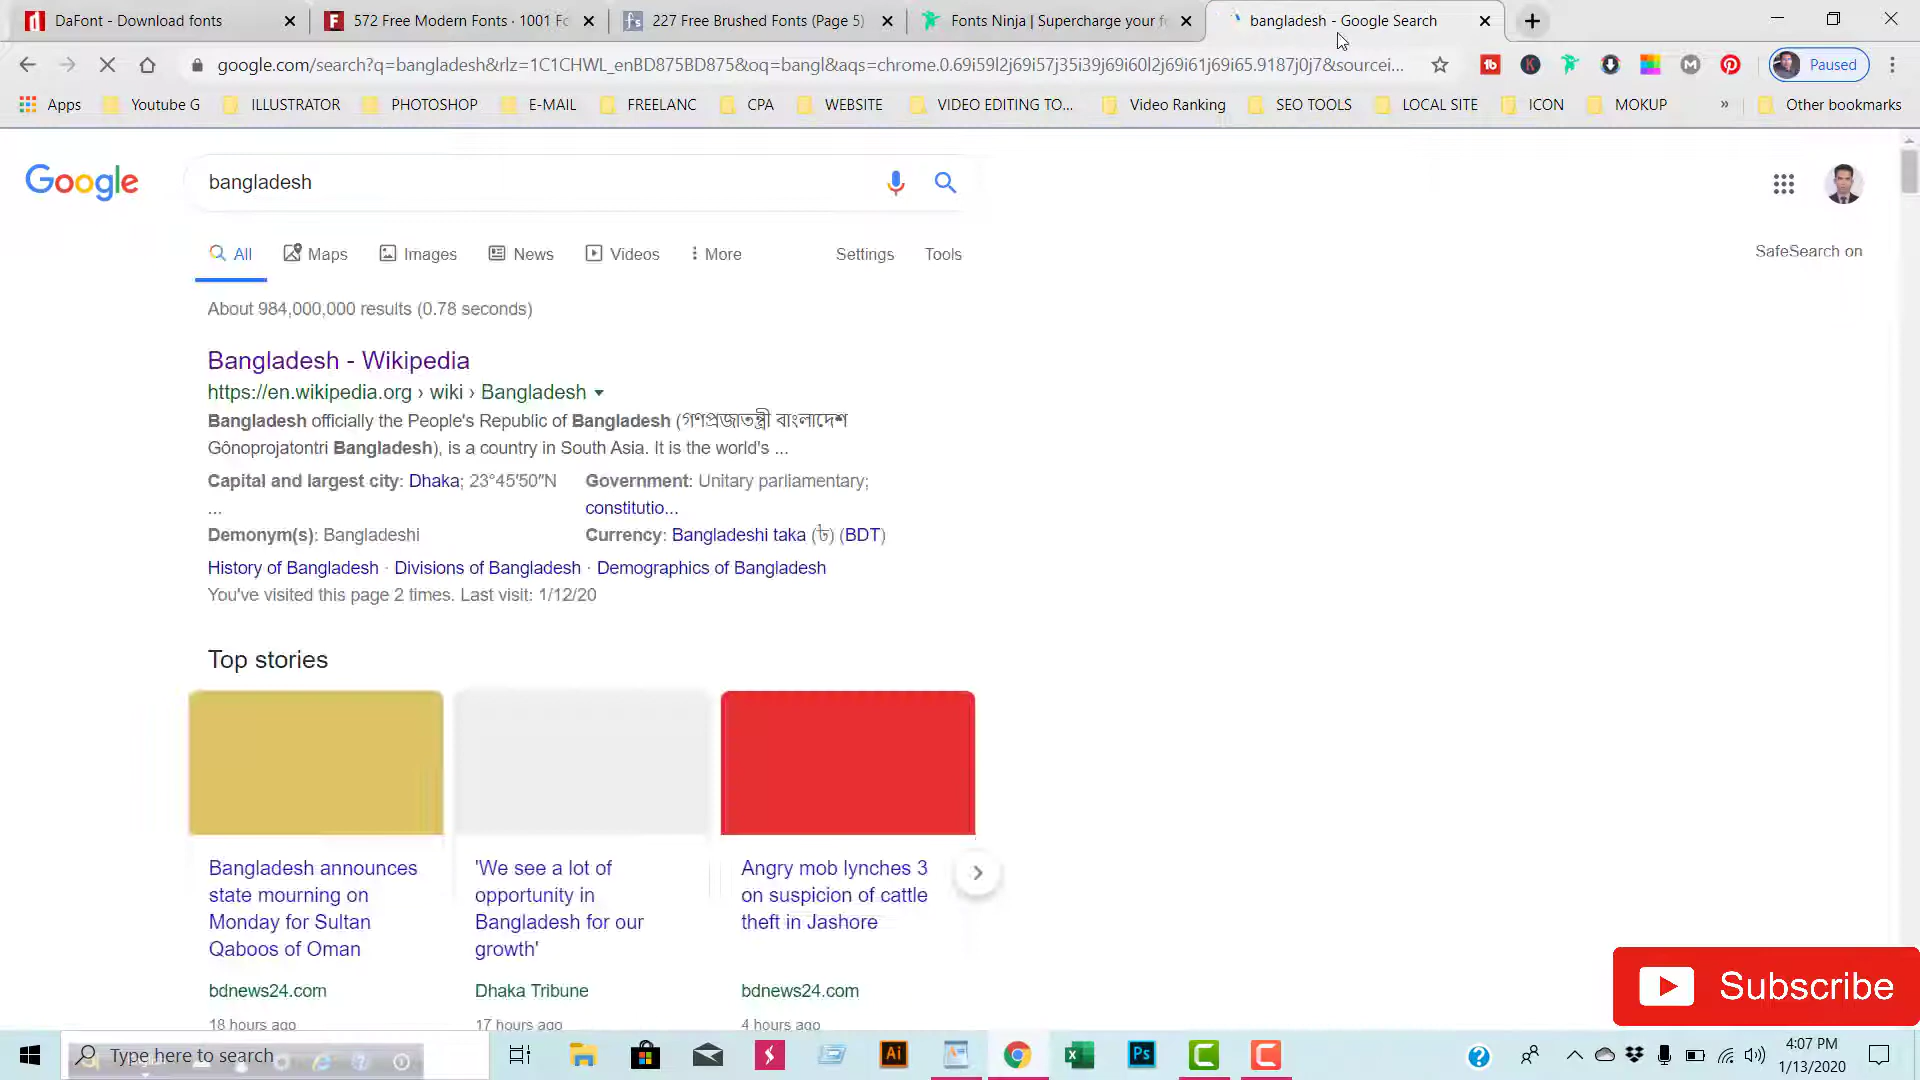 DaFont - Download fonts
572 Free Modern Fonts · 1001 Fo
227 Free Brushed Fonts (Page 5)
Fonts Ninja | Supercharge your fo
bangladesh - Google Search
google.com/search?q=bangladesh&rlz=1C1CHWL_enBD875BD875&oq=bangl&aqs=chrome.0.69i59l2j69i57j35i39j69i60l2j69i61j69i65.9187j0j7&sourcei...
Paused
Apps
Youtube G
ILLUSTRATOR
PHOTOSHOP
E-MAIL
FREELANC
CPA
WEBSITE
VIDEO EDITING TO...
Video Ranking
SEO TOOLS
LOCAL SITE
ICON
MOKUP
»
Other bookmarks
Google
bangladesh
All
Maps
Images
News
Videos
More
Settings
Tools
SafeSearch on
About 984,000,000 results (0.78 seconds)
Bangladesh - Wikipedia
https://en.wikipedia.org › wiki › Bangladesh
Bangladesh officially the People's Republic of Bangladesh (গণপ্রজাতন্ত্রী বাংলাদেশ
Gônoprojatontri Bangladesh), is a country in South Asia. It is the world's ...
Capital and largest city: Dhaka; 23°45′50″N
...
Government: Unitary parliamentary;
constitutio...
Demonym(s): Bangladeshi
Currency: Bangladeshi taka (৳) (BDT)
History of Bangladesh · Divisions of Bangladesh · Demographics of Bangladesh
You've visited this page 2 times. Last visit: 1/12/20
Top stories
Bangladesh announces
state mourning on
Monday for Sultan
Qaboos of Oman
bdnews24.com
18 hours ago
'We see a lot of
opportunity in
Bangladesh for our
growth'
Dhaka Tribune
17 hours ago
Angry mob lynches 3
on suspicion of cattle
theft in Jashore
bdnews24.com
4 hours ago
Subscribe
Type here to search
Ai
Ps
4:07 PM
1/13/2020